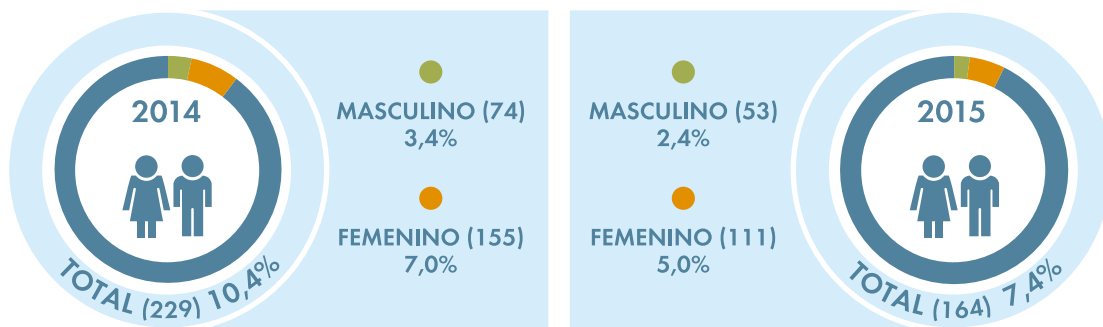 2014
TOTAL (229) 10,4%
MASCULINO (74)
3,4%
FEMENINO (155)
7,0%
MASCULINO (53)
2,4%
FEMENINO (111)
5,0%
2015
TOTAL (164) 7,4%